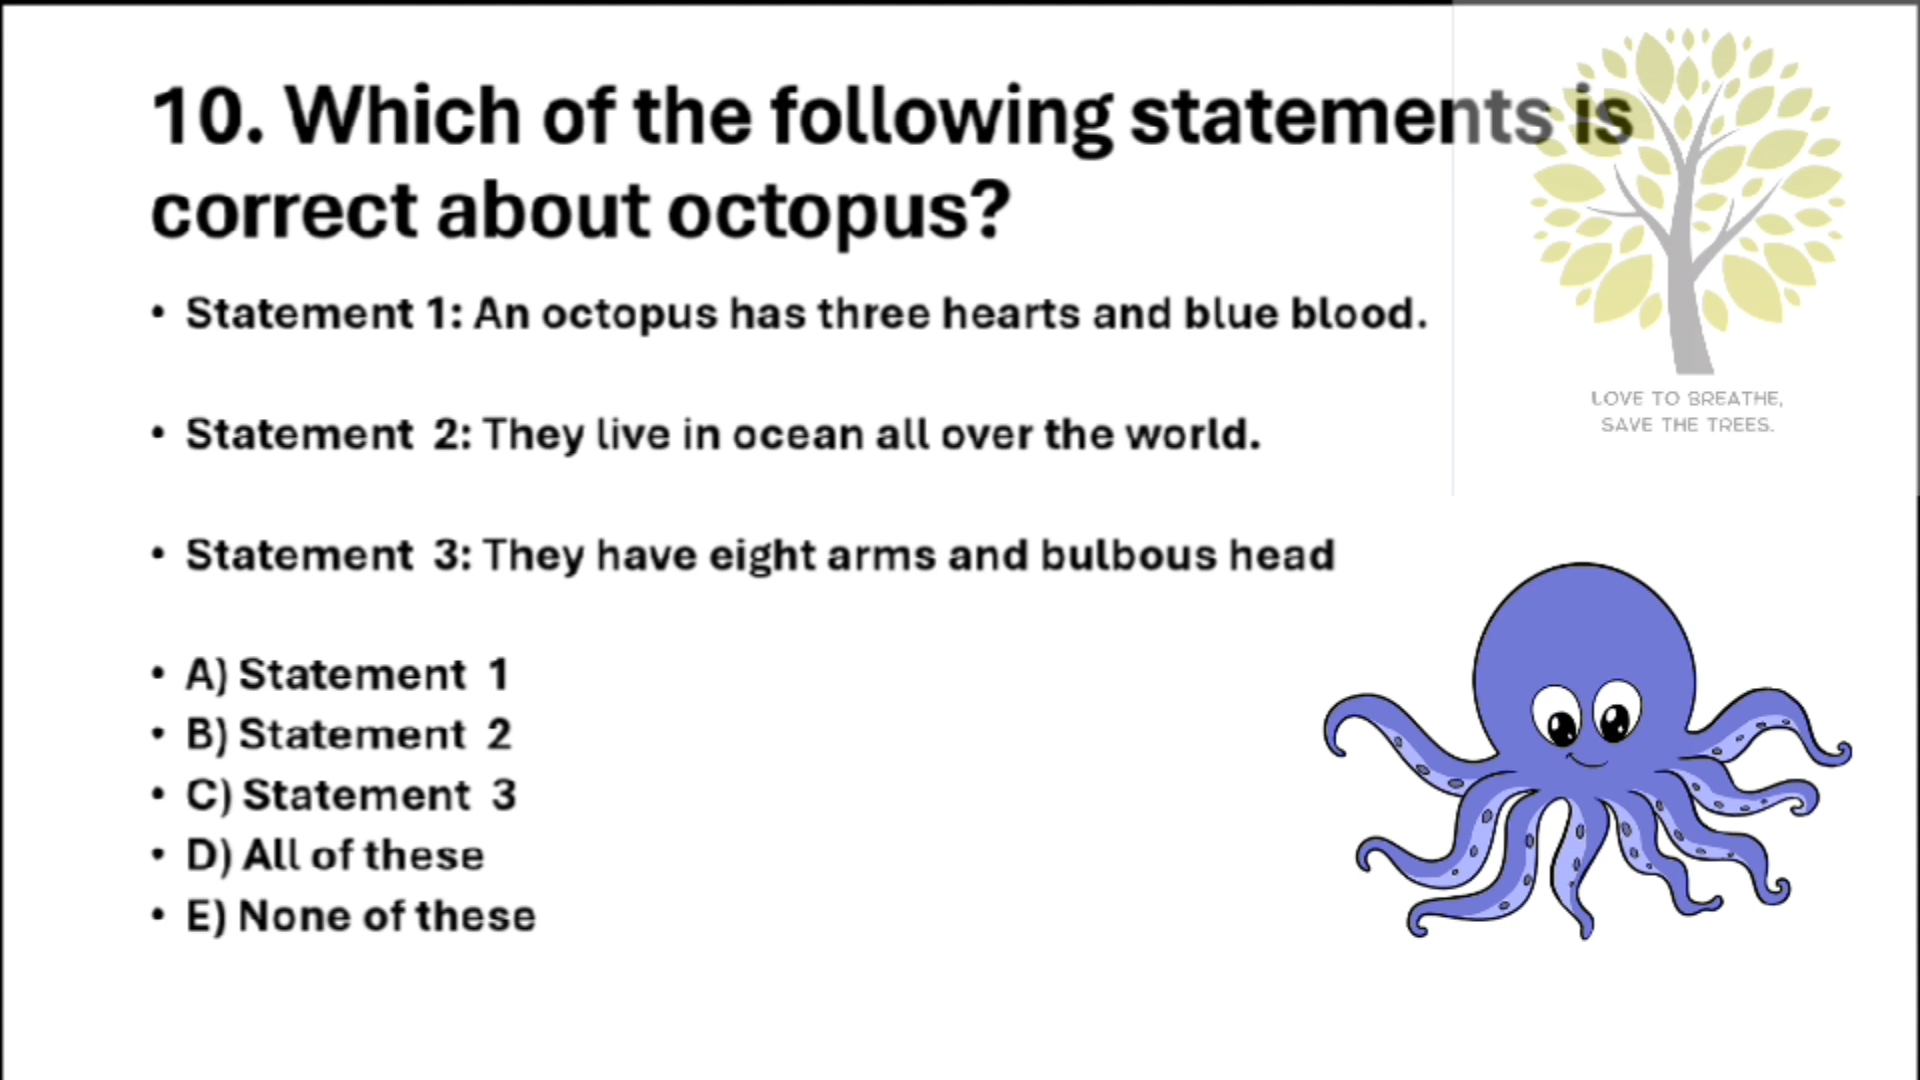 10. Which of the following statements is
correct about octopus?
• Statement 1: An octopus has three hearts and blue blood.
• Statement 2: They live in ocean all over the world.
• Statement 3: They have eight arms and bulbous head
• A) Statement 1
• B) Statement 2
• C) Statement 3
• D) All of these
• E) None of these
LOVE TO BREATHE,
SAVE THE TREES.